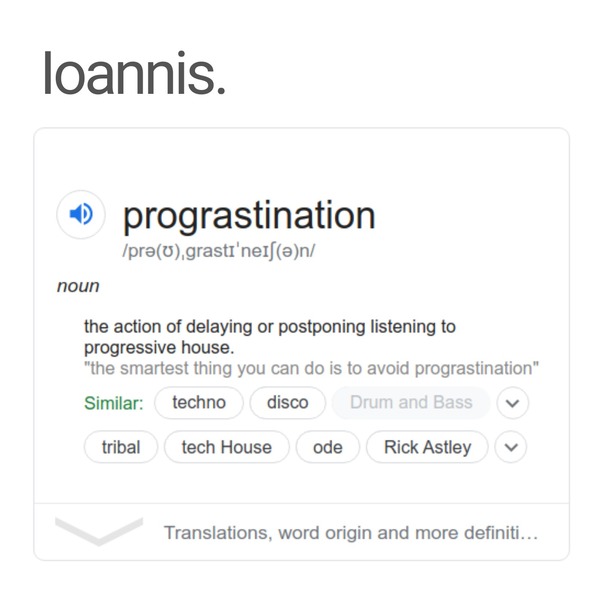 Ioannis.
prograstination
/prə(ʊ)ˌɡrastɪˈneɪʃ(ə)n/
noun
the action of delaying or postponing listening to
progressive house.
"the smartest thing you can do is to avoid prograstination"
Similar: techno disco Drum and Bass
tribal tech House ode Rick Astley
Translations, word origin and more definiti…